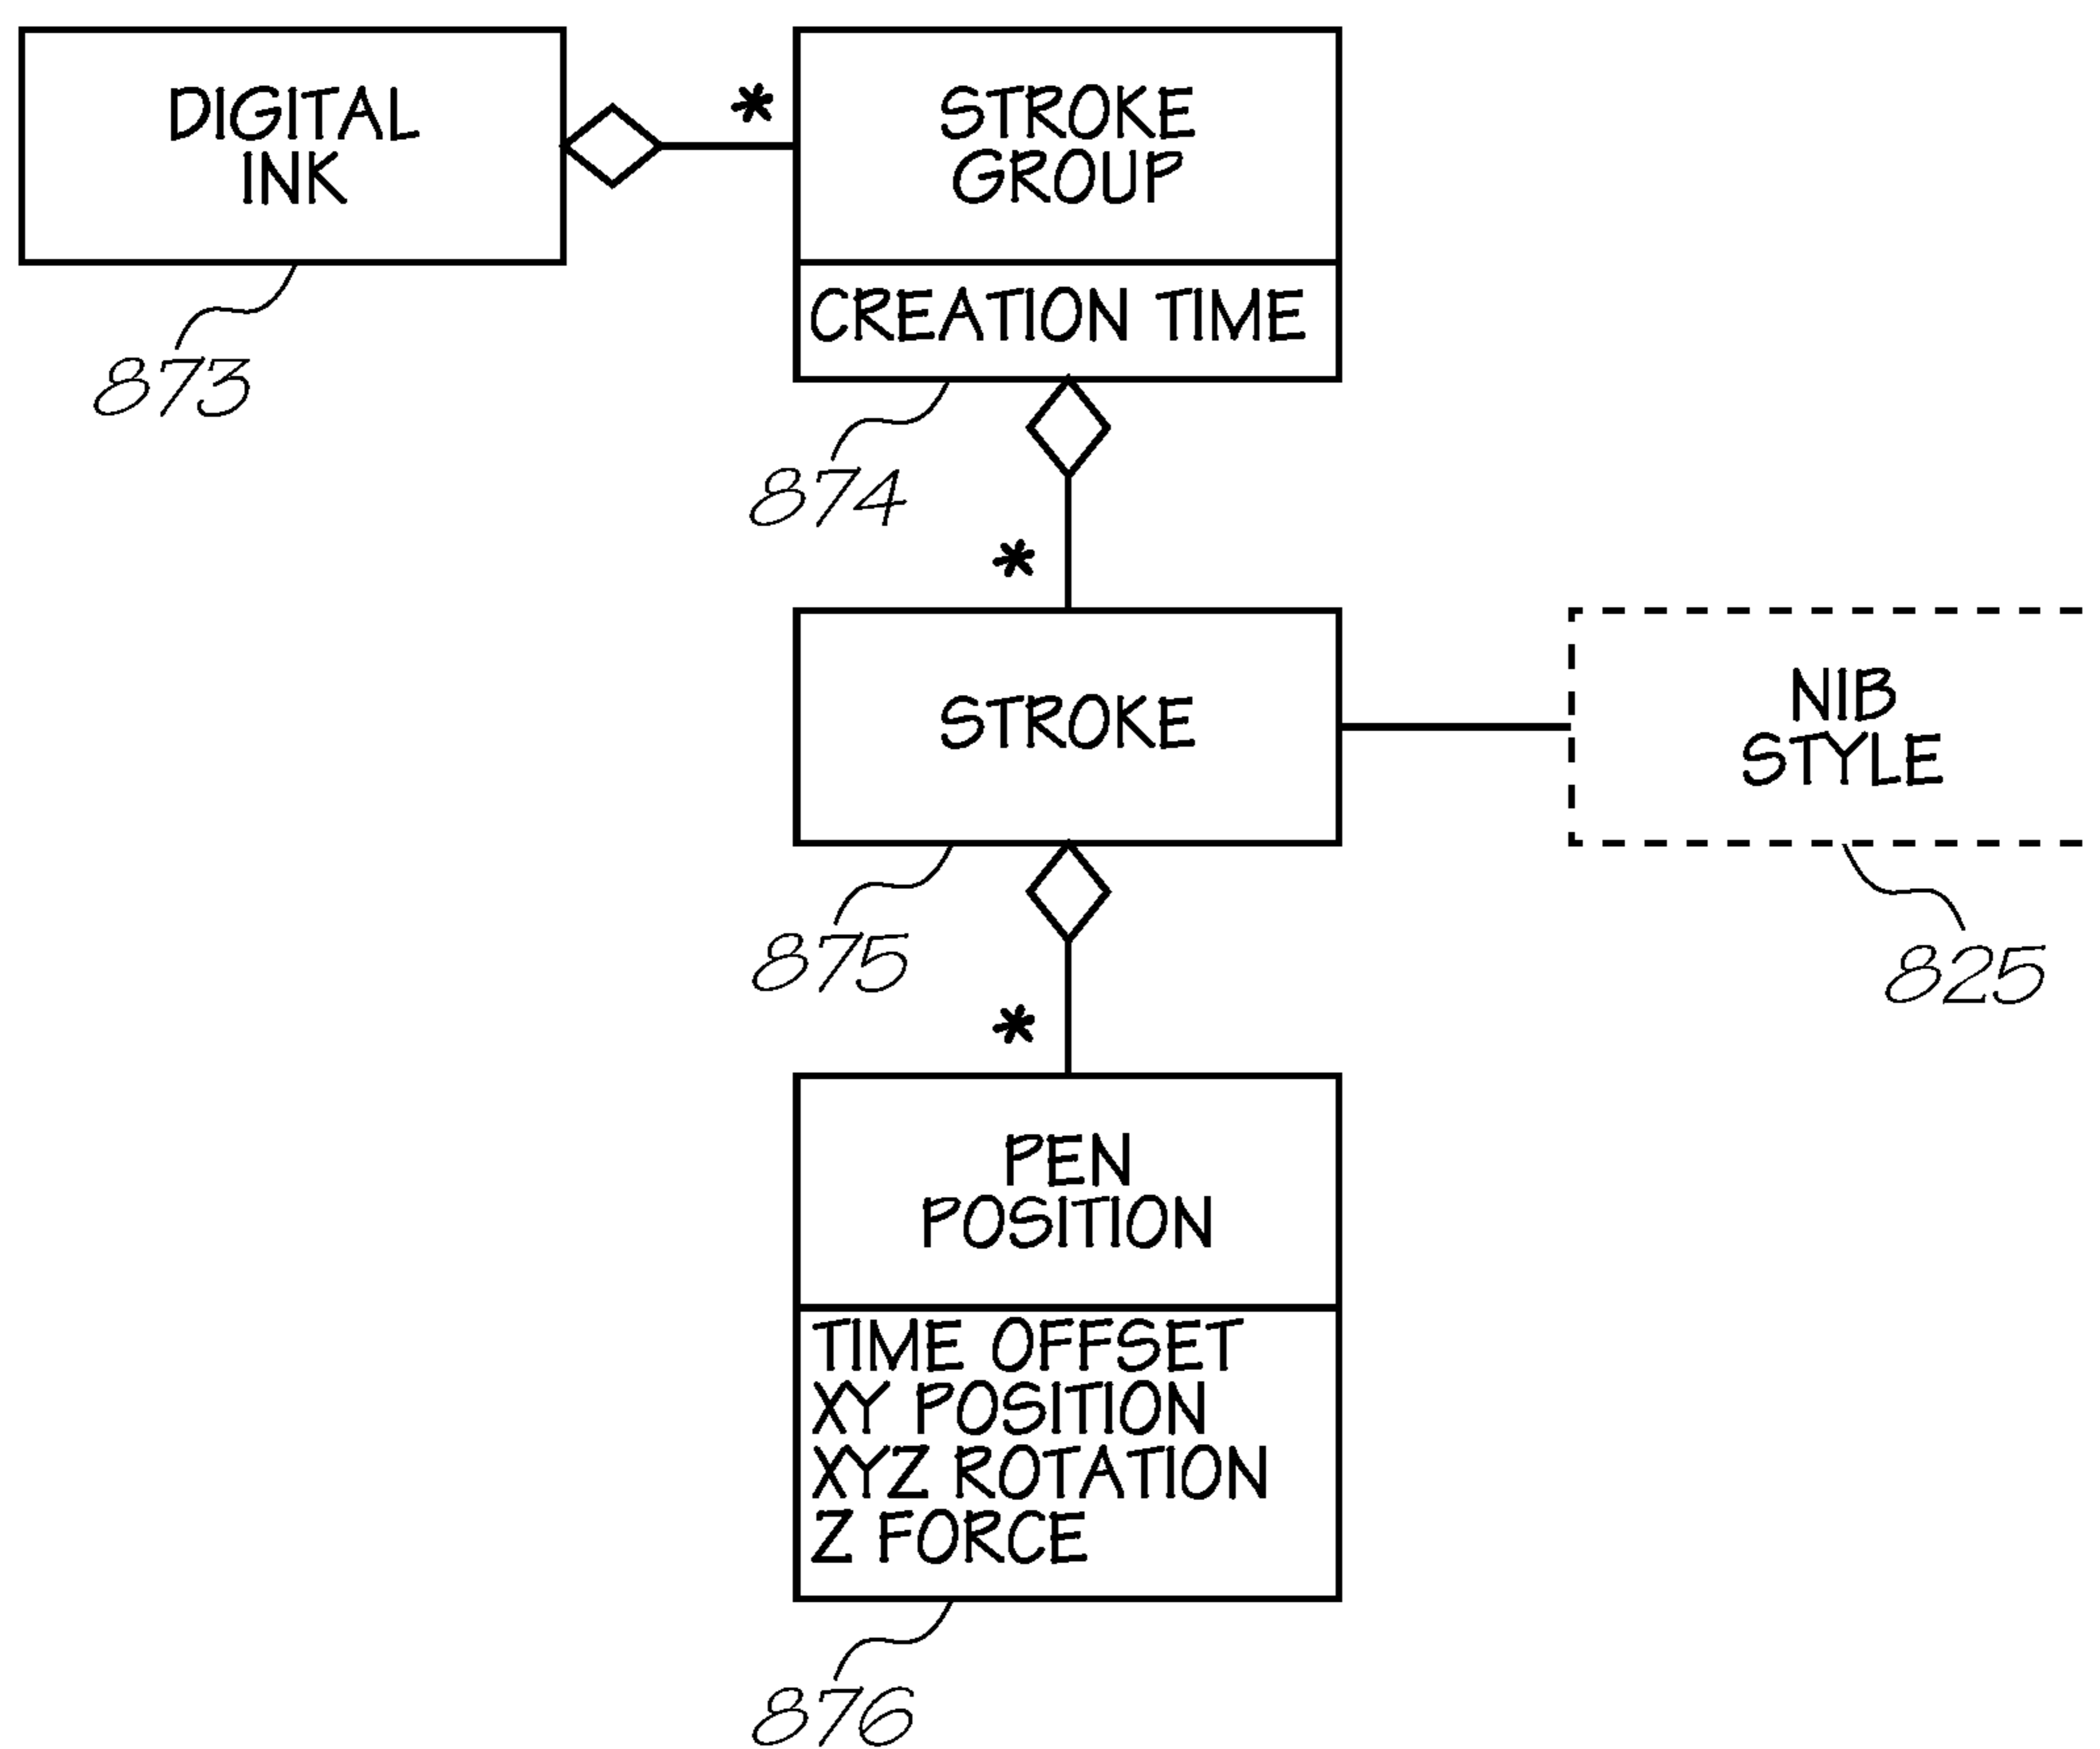 DIGITAL
INK
*
STROKE
GROUP
CREATION TIME
873
874
*
STROKE
NIB
STYLE
875
825
*
PEN
POSITION
TIME OFFSET
XY POSITION
XYZ ROTATION
Z FORCE
876